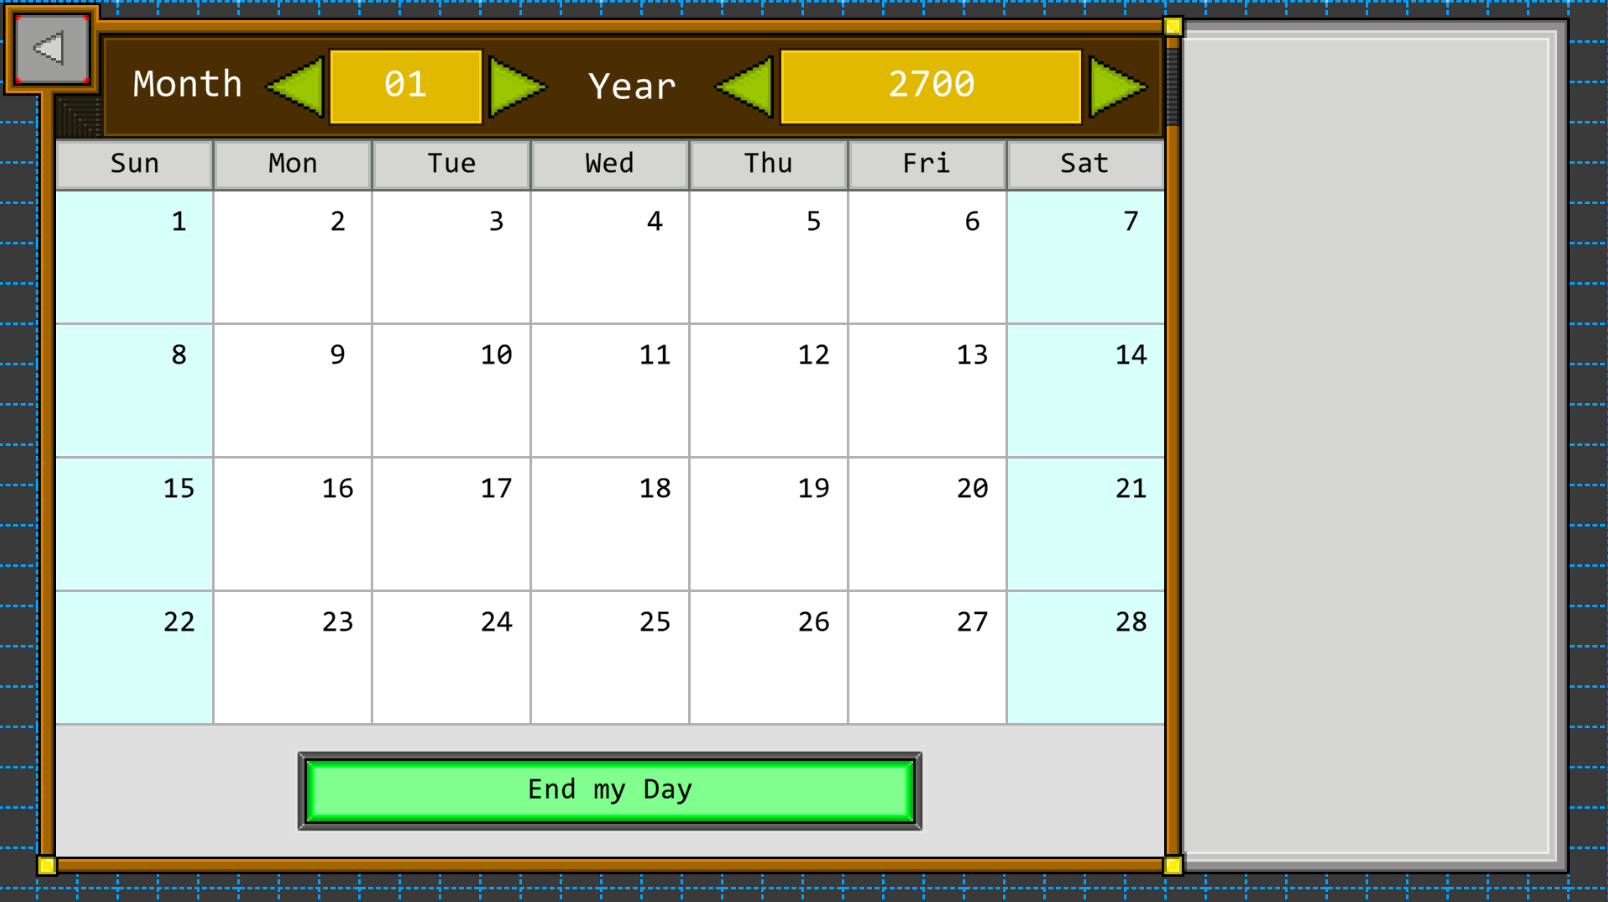 Month 01 Year 2700
Sun Mon Tue Wed Thu Fri Sat
1 2 3 4 5 6 7
8 9 10 11 12 13 14
15 16 17 18 19 20 21
22 23 24 25 26 27 28
End my Day